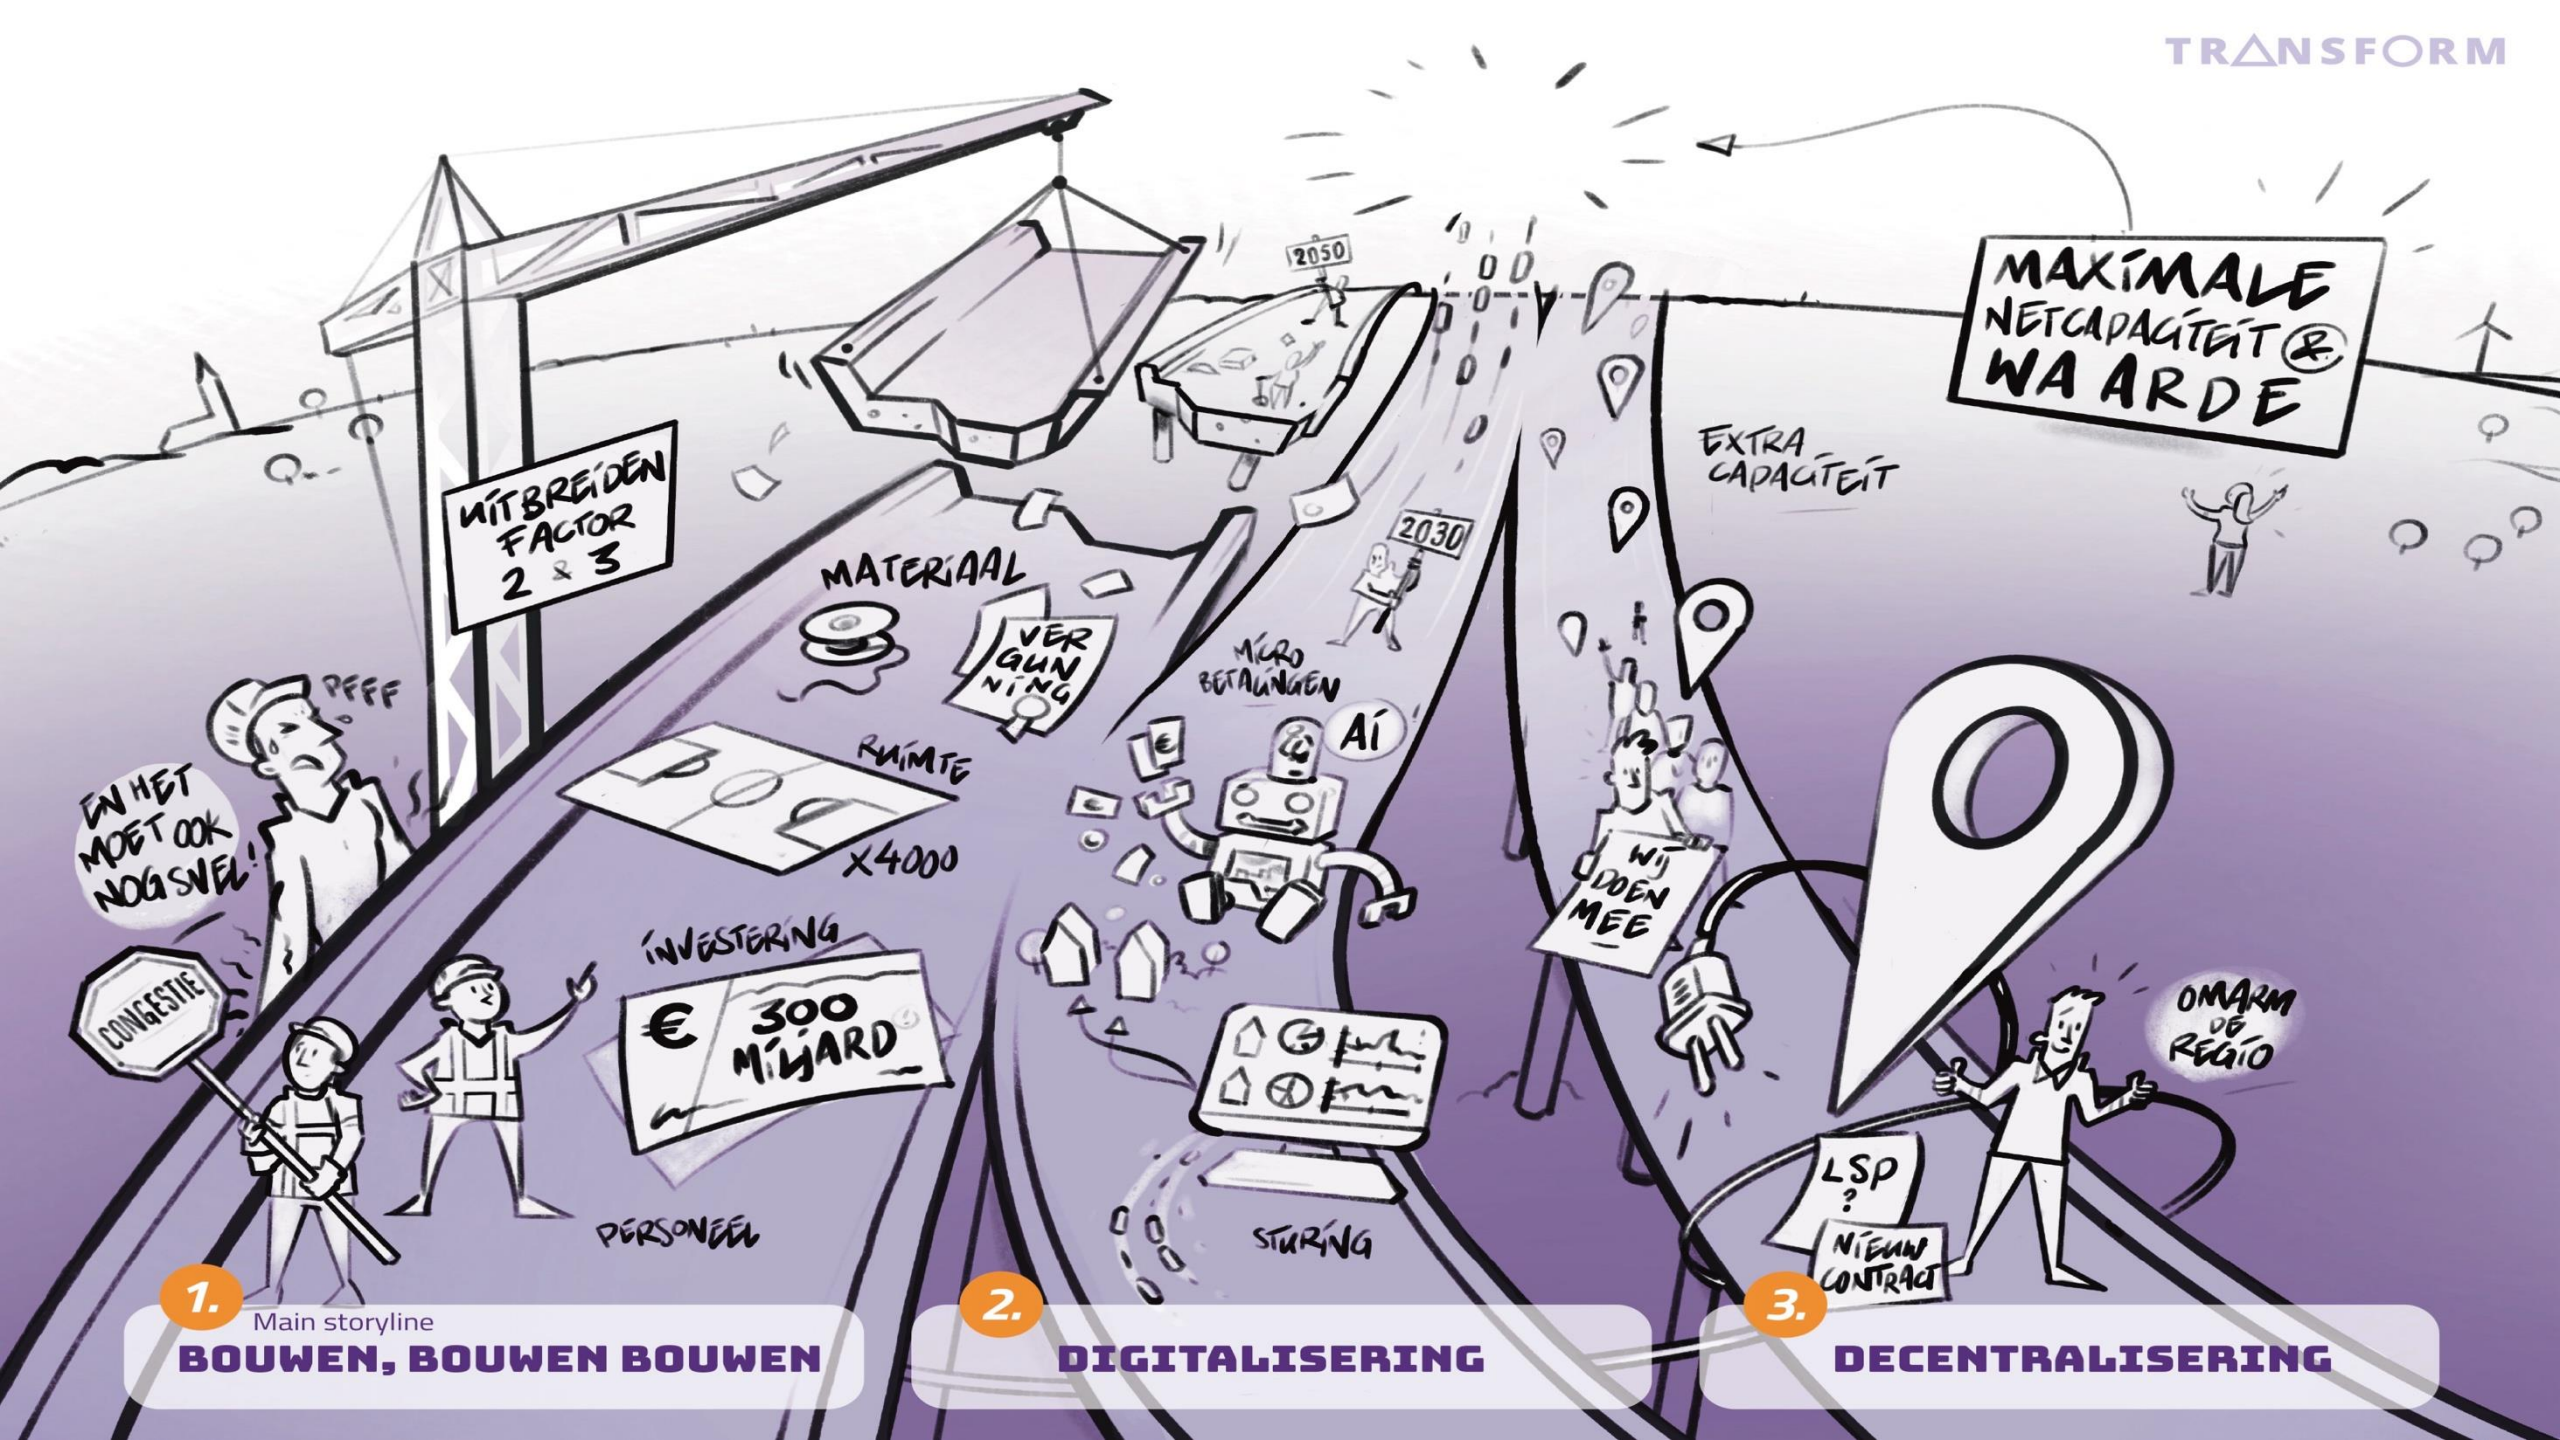 TRANSFORM
2050
MAXIMALE
NETCAPACITEIT &
WAARDE
UITBREIDEN
FACTOR
2 & 3
EXTRA
CAPACITEIT
2030
MATERIAAL
VER
GUN
NING
MICRO
BETALINGEN
AI
€
PFFF
RUIMTE
X4000
EN HET
MOET OOK
NOG SNEL!
WIJ
DOEN
MEE
INVESTERING
€ 300
MILJARD
CONGESTIE
OMARM
DE
REGIO
LSP
?
NIEUW
CONTRACT
PERSONEEL
STURING
1.
Main storyline
BOUWEN, BOUWEN BOUWEN
2.
DIGITALISERING
3.
DECENTRALISERING